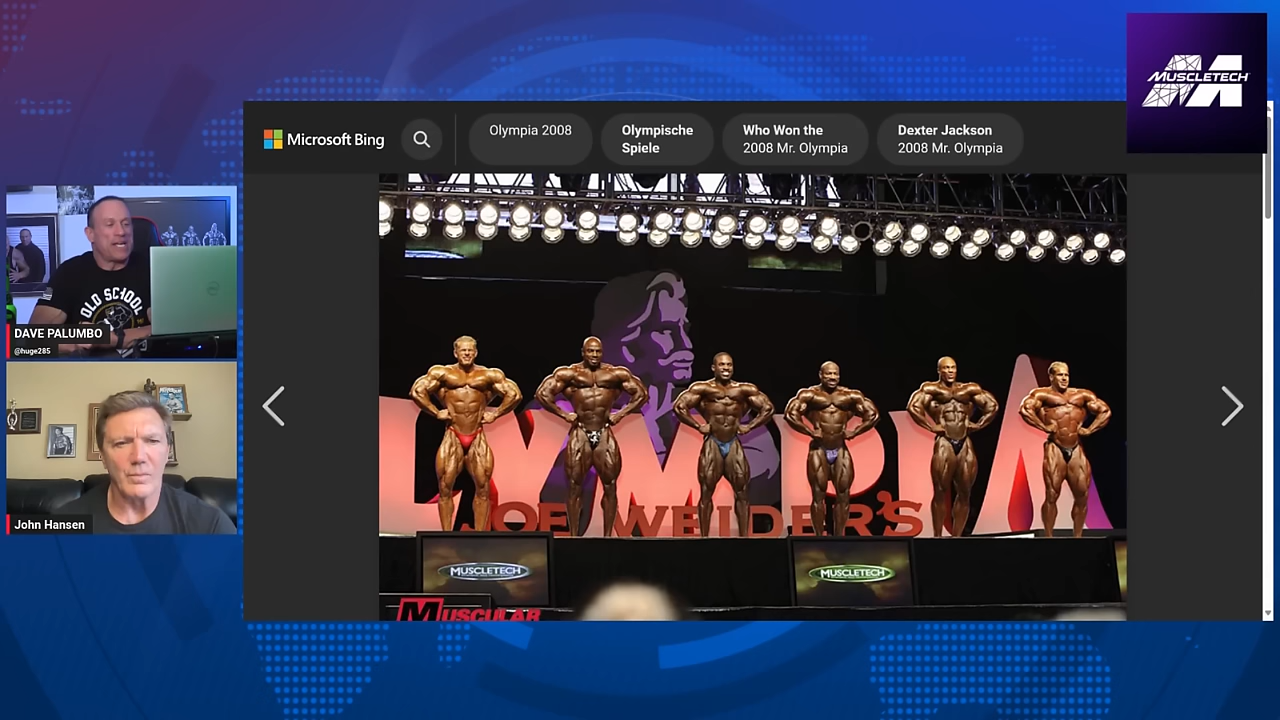 MUSCLETECH
Microsoft Bing
Olympia 2008
Olympische
Spiele
Who Won the
2008 Mr. Olympia
Dexter Jackson
2008 Mr. Olympia
OLD SCHOOL
DAVE PALUMBO
@huge285
John Hansen
LYMPIA
JOE WEIDER'S
MUSCLETECH
MUSCLETECH
MUSCULAR